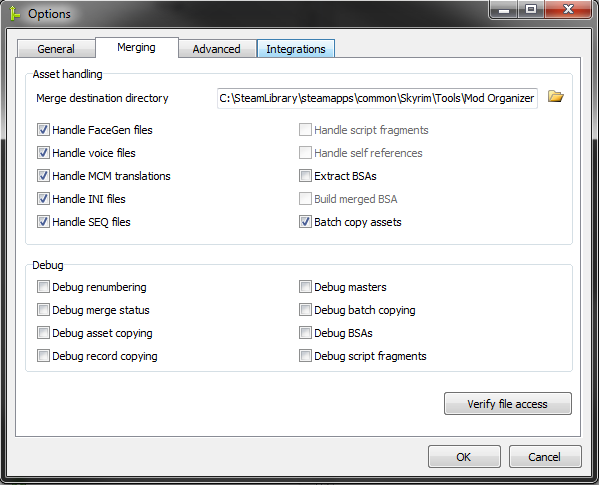 Options
General Merging Advanced Integrations
Asset handling
Merge destination directory C:\SteamLibrary\steamapps\common\Skyrim\Tools\Mod Organizer
Handle FaceGen files Handle script fragments
Handle voice files Handle self references
Handle MCM translations Extract BSAs
Handle INI files Build merged BSA
Handle SEQ files Batch copy assets
Debug
Debug renumbering Debug masters
Debug merge status Debug batch copying
Debug asset copying Debug BSAs
Debug record copying Debug script fragments
Verify file access
OK Cancel